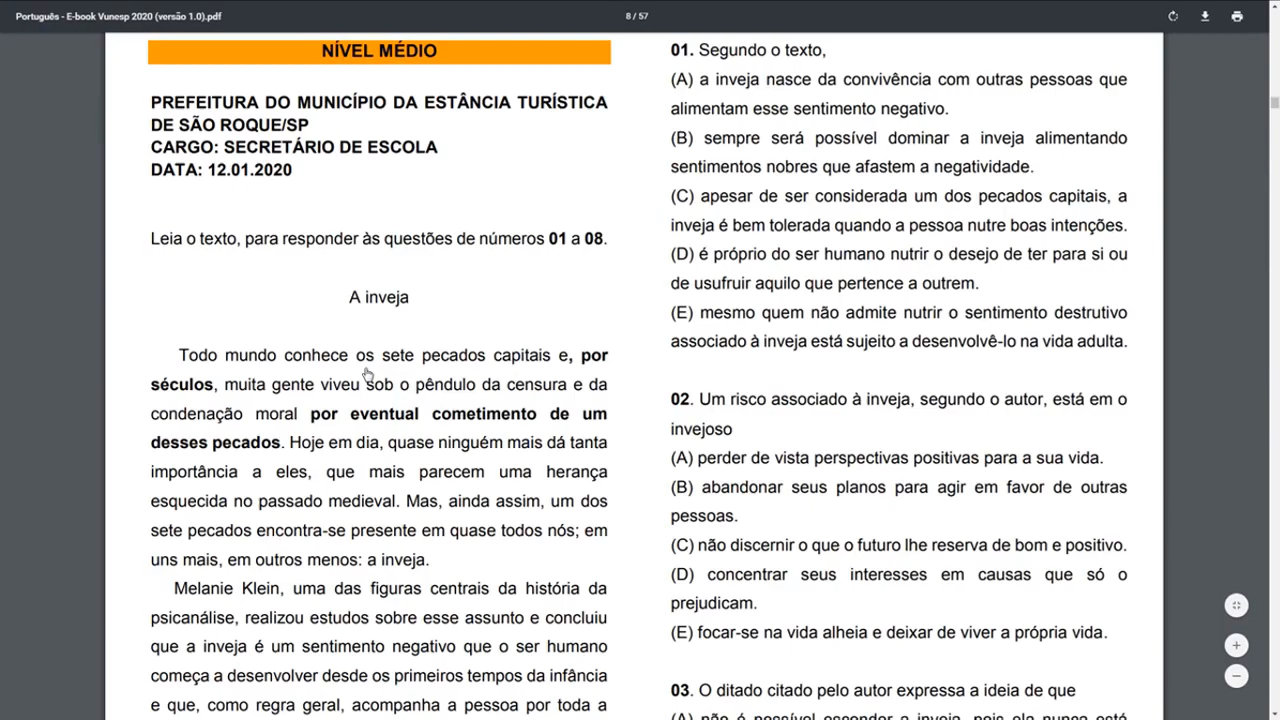 Português - E-book Vunesp 2020 (versão 1.0).pdf
8 / 57
NÍVEL MÉDIO
PREFEITURA DO MUNICÍPIO DA ESTÂNCIA TURÍSTICA
DE SÃO ROQUE/SP
CARGO: SECRETÁRIO DE ESCOLA
DATA: 12.01.2020
Leia o texto, para responder às questões de números 01 a 08.
A inveja
Todo mundo conhece os sete pecados capitais e, por
séculos, muita gente viveu sob o pêndulo da censura e da
condenação moral por eventual cometimento de um
desses pecados. Hoje em dia, quase ninguém mais dá tanta
importância a eles, que mais parecem uma herança
esquecida no passado medieval. Mas, ainda assim, um dos
sete pecados encontra-se presente em quase todos nós; em
uns mais, em outros menos: a inveja.
Melanie Klein, uma das figuras centrais da história da
psicanálise, realizou estudos sobre esse assunto e concluiu
que a inveja é um sentimento negativo que o ser humano
começa a desenvolver desde os primeiros tempos da infância
e que, como regra geral, acompanha a pessoa por toda a
01. Segundo o texto,
(A) a inveja nasce da convivência com outras pessoas que
alimentam esse sentimento negativo.
(B) sempre será possível dominar a inveja alimentando
sentimentos nobres que afastem a negatividade.
(C) apesar de ser considerada um dos pecados capitais, a
inveja é bem tolerada quando a pessoa nutre boas intenções.
(D) é próprio do ser humano nutrir o desejo de ter para si ou
de usufruir aquilo que pertence a outrem.
(E) mesmo quem não admite nutrir o sentimento destrutivo
associado à inveja está sujeito a desenvolvê-lo na vida adulta.
02. Um risco associado à inveja, segundo o autor, está em o
invejoso
(A) perder de vista perspectivas positivas para a sua vida.
(B) abandonar seus planos para agir em favor de outras
pessoas.
(C) não discernir o que o futuro lhe reserva de bom e positivo.
(D) concentrar seus interesses em causas que só o
prejudicam.
(E) focar-se na vida alheia e deixar de viver a própria vida.
03. O ditado citado pelo autor expressa a ideia de que
(A) não é possível esconder a inveja, pois ela nunca está